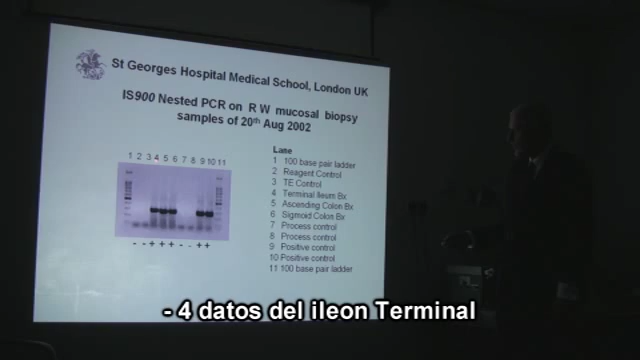 St Georges Hospital Medical School, London UK
IS900 Nested PCR on R W mucosal biopsy
samples of 20th Aug 2002
1 2 3 4 5 6 7 8 9 10 11
- - + + + - - + +
Lane
1 100 base pair ladder
2 Reagent Control
3 TE Control
4 Terminal Ileum Bx
5 Ascending Colon Bx
6 Sigmoid Colon Bx
7 Process control
8 Process control
9 Positive control
10 Positive control
11 100 base pair ladder
- 4 datos del ileon Terminal